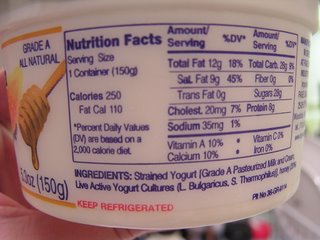 GRADE A
ALL NATURAL
5.3oz (150g)
Nutrition Facts
Serving Size
1 Container (150g)
Calories 250
Fat Cal 110
*Percent Daily Values
(DV) are based on a
2,000 calorie diet.
Amount/Serving %DV* Amount/Serving %DV*
Total Fat 12g 18% Total Carb. 28g 9%
Sat. Fat 9g 45% Fiber 0g 0%
Trans Fat 0g Sugars 28g
Cholest. 20mg 7% Protein 8g
Sodium 35mg 1%
Vitamin A 10% • Vitamin C 0%
Calcium 10% • Iron 0%
INGREDIENTS: Strained Yogurt [Grade A Pasteurized Milk and Cream,
Live Active Yogurt Cultures (L. Bulgaricus, S. Thermophilus)], honey
KEEP REFRIGERATED